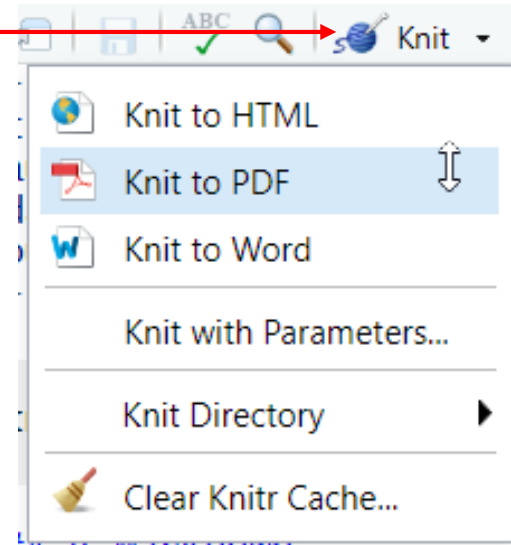 ABC Knit
Knit to HTML
Knit to PDF
Knit to Word
Knit with Parameters...
Knit Directory
Clear Knitr Cache...